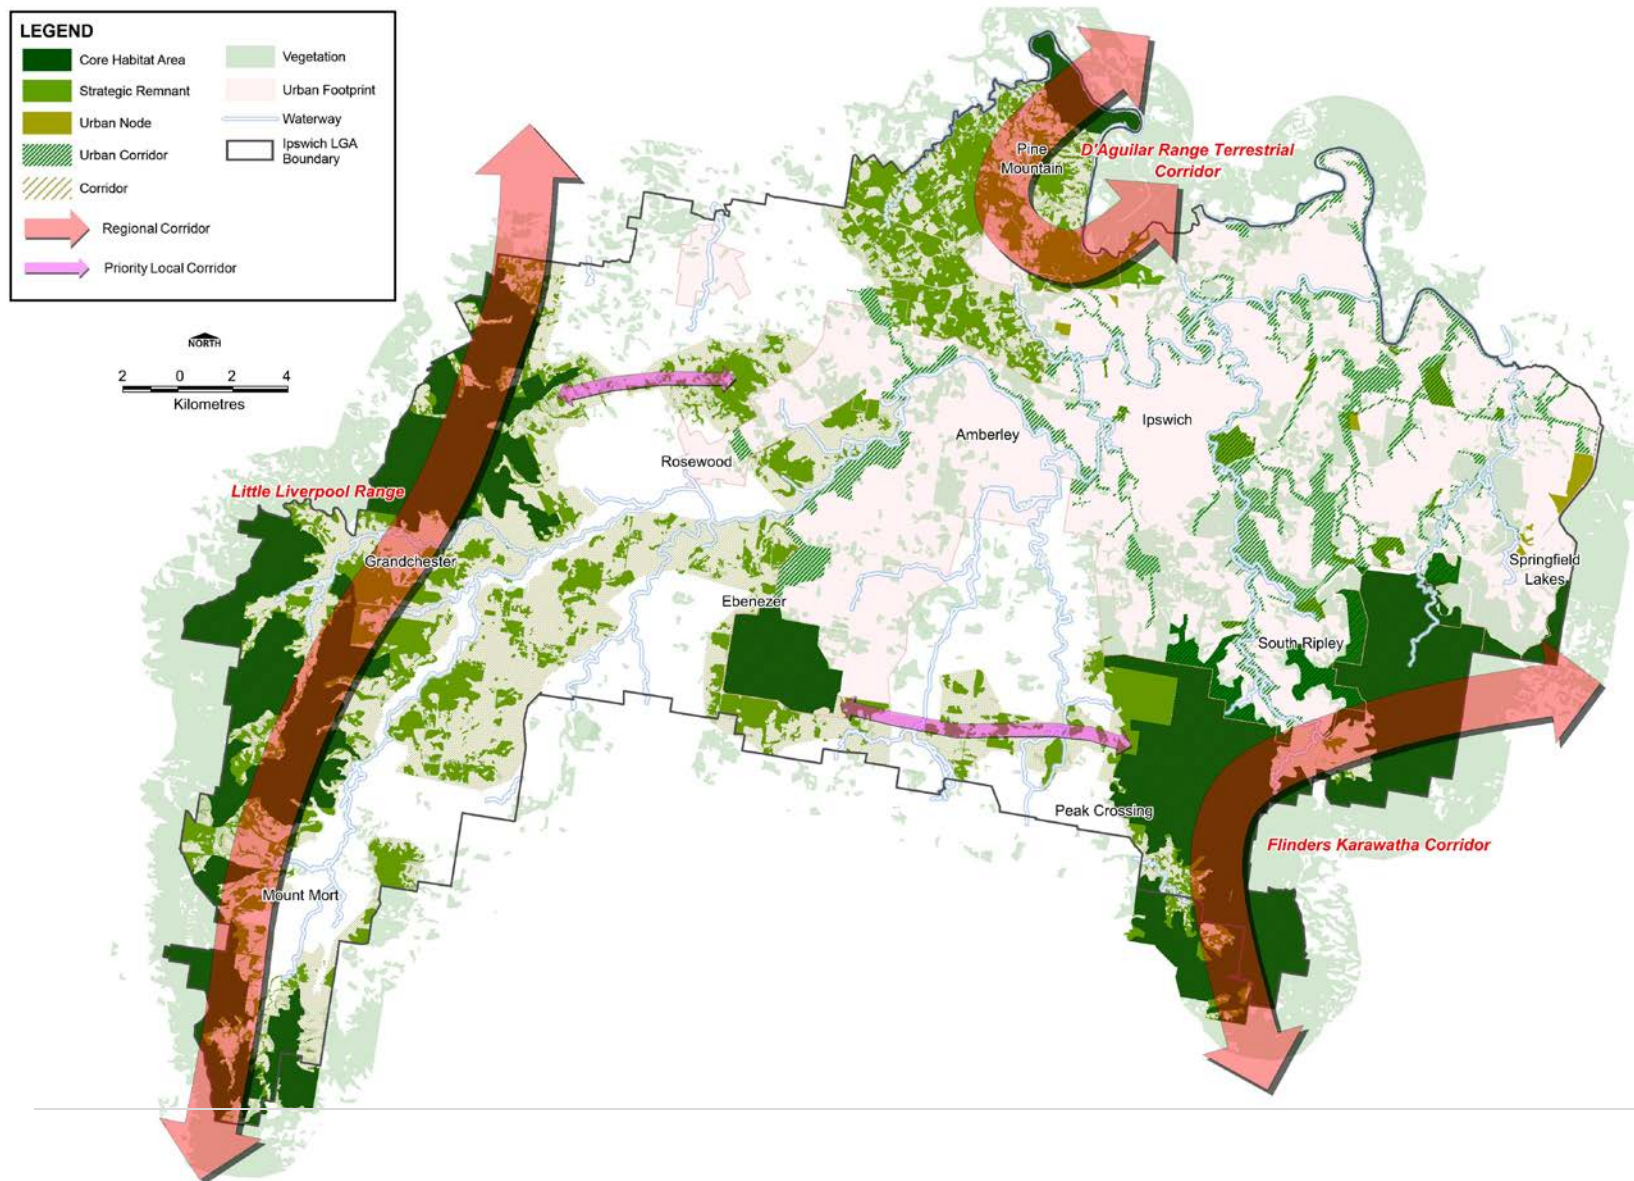 LEGEND
Core Habitat Area
Strategic Remnant
Urban Node
Urban Corridor
Corridor
Regional Corridor
Priority Local Corridor
Vegetation
Urban Footprint
Waterway
Ipswich LGA
Boundary
NORTH
2 0 2 4
Kilometres
Pine
Mountain
D'Aguilar Range Terrestrial
Corridor
Ipswich
Amberley
Rosewood
Little Liverpool Range
Grandchester
Springfield
Lakes
Ebenezer
South Ripley
Peak Crossing
Flinders Karawatha Corridor
Mount Mort